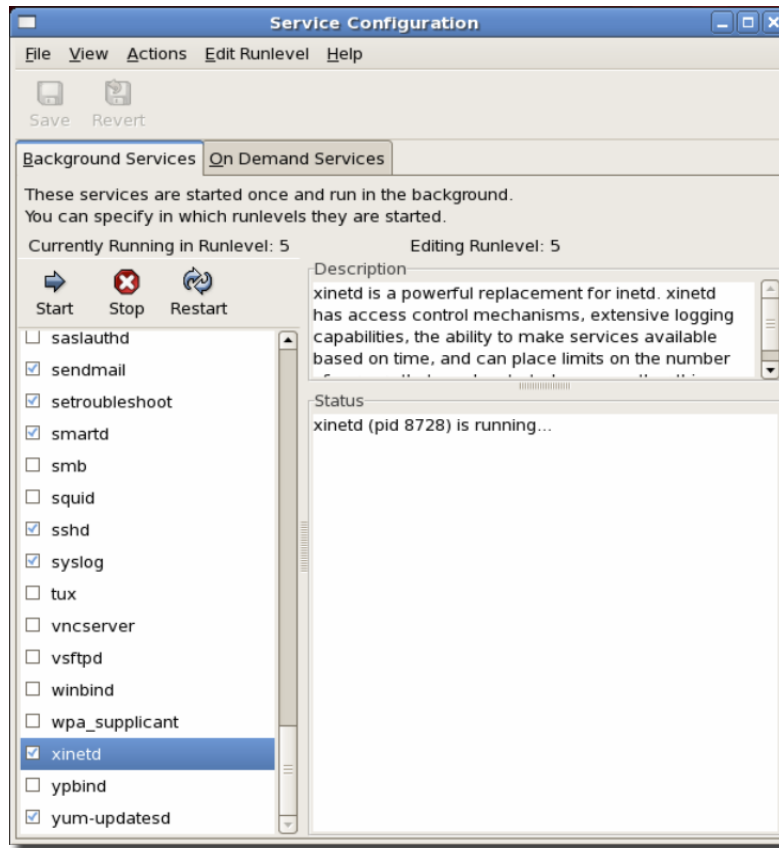 Service Configuration
File View Actions Edit Runlevel Help
Save Revert
Background Services On Demand Services
These services are started once and run in the background.
You can specify in which runlevels they are started.
Currently Running in Runlevel: 5 Editing Runlevel: 5
Start Stop Restart
saslauthd
sendmail
setroubleshoot
smartd
smb
squid
sshd
syslog
tux
vncserver
vsftpd
winbind
wpa_supplicant
xinetd
ypbind
yum-updatesd
Description
xinetd is a powerful replacement for inetd. xinetd
has access control mechanisms, extensive logging
capabilities, the ability to make services available
based on time, and can place limits on the number
Status
xinetd (pid 8728) is running...